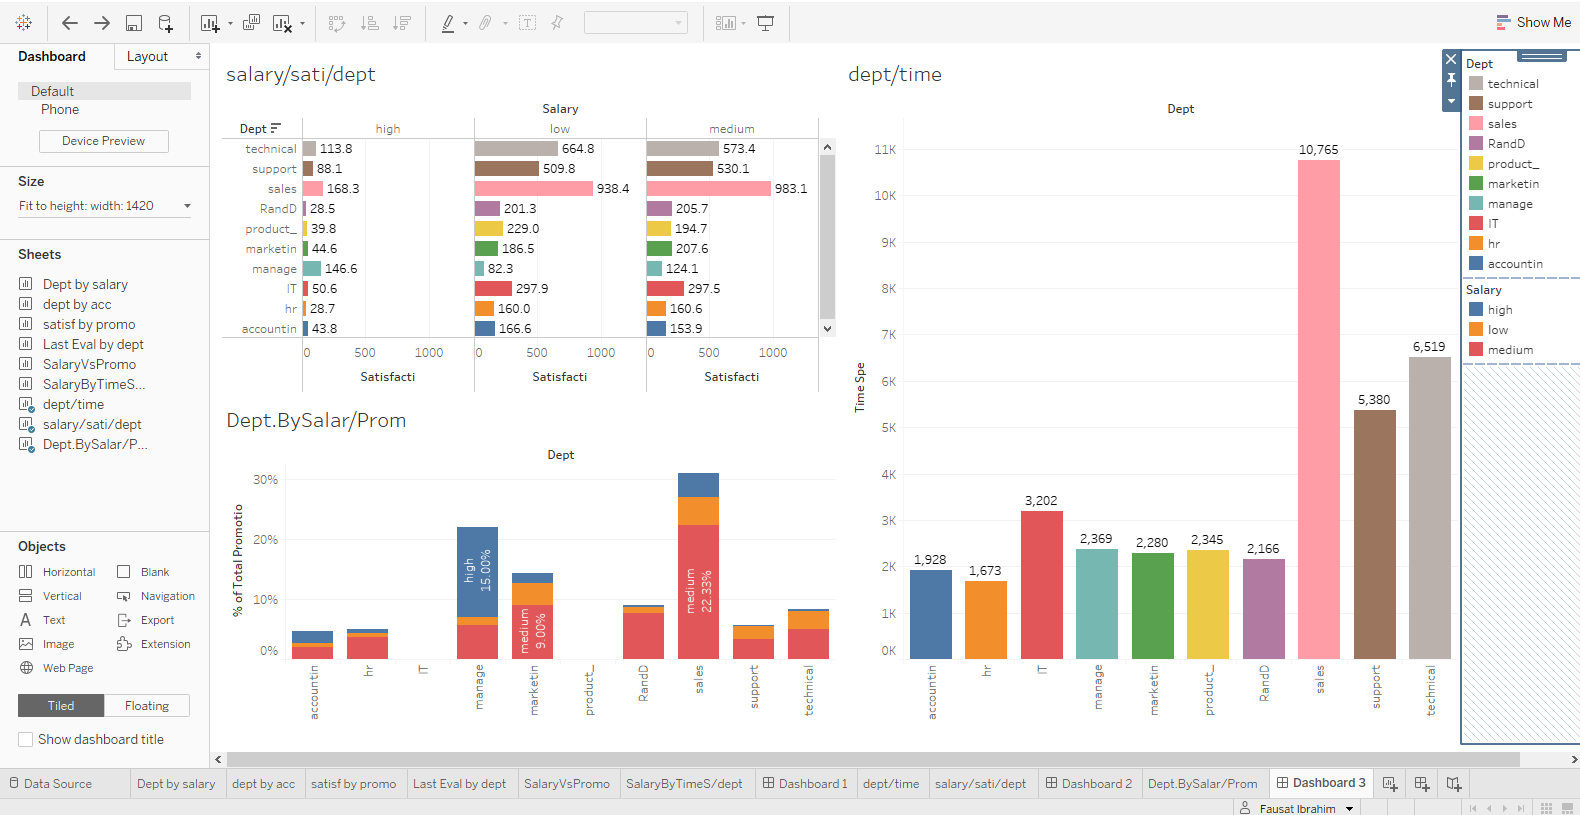 Show Me
Dashboard
Layout
Default
Phone
Device Preview
Size
Fit to height: width: 1420
Sheets
Dept by salary
dept by acc
satisf by promo
Last Eval by dept
SalaryVsPromo
SalaryByTimeS...
dept/time
salary/sati/dept
Dept.BySalar/P...
Objects
Horizontal
Blank
Vertical
Navigation
Text
Export
Image
Extension
Web Page
Tiled
Floating
Show dashboard title
salary/sati/dept
Salary
Dept high low medium
technical 113.8 664.8 573.4
support 88.1 509.8 530.1
sales 168.3 938.4 983.1
RandD 28.5 201.3 205.7
product_ 39.8 229.0 194.7
marketin 44.6 186.5 207.6
manage 146.6 82.3 124.1
IT 50.6 297.9 297.5
hr 28.7 160.0 160.6
accountin 43.8 166.6 153.9
0 500 1000 0 500 1000 0 500 1000
Satisfacti Satisfacti Satisfacti
Dept.BySalar/Prom
Dept
% of Total Promotio
30%
20%
10%
0%
high
15.00%
medium
9.00%
medium
22.33%
accountin
hr
IT
manage
marketin
product_
RandD
sales
support
technical
dept/time
Dept
Time Spe
11K
10K
9K
8K
7K
6K
5K
4K
3K
2K
1K
0K
1,928
1,673
3,202
2,369
2,280
2,345
2,166
10,765
5,380
6,519
accountin
hr
IT
manage
marketin
product_
RandD
sales
support
technical
Dept
technical
support
sales
RandD
product_
marketin
manage
IT
hr
accountin
Salary
high
low
medium
Data Source
Dept by salary
dept by acc
satisf by promo
Last Eval by dept
SalaryVsPromo
SalaryByTimeS/dept
Dashboard 1
dept/time
salary/sati/dept
Dashboard 2
Dept.BySalar/Prom
Dashboard 3
Fausat Ibrahim